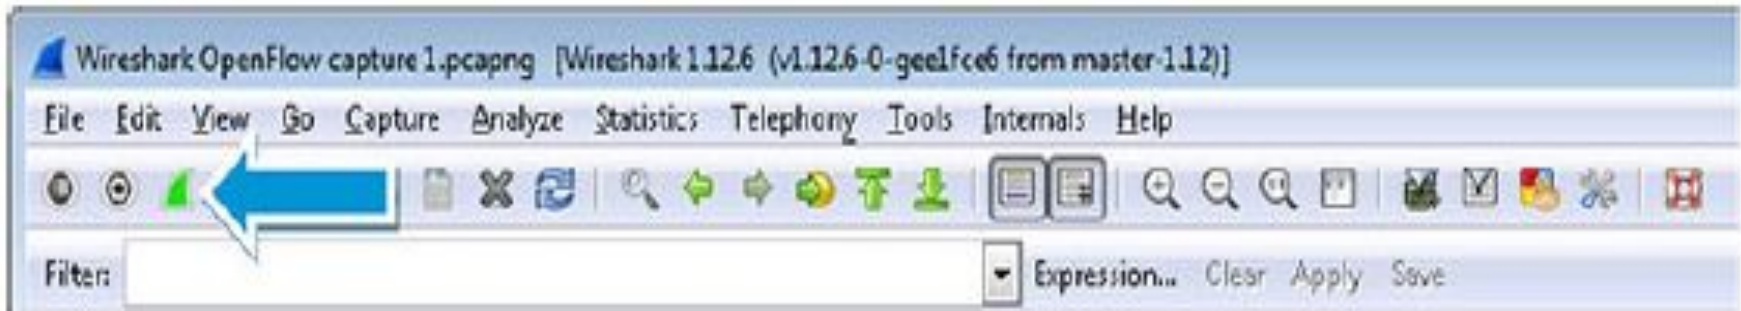 Wireshark OpenFlow capture 1.pcapng [Wireshark 1.12.6 (v1.12.6-0-gee1fce6 from master-1.12)]
File Edit View Go Capture Analyze Statistics Telephony Tools Internals Help
Filter: Expression... Clear Apply Save